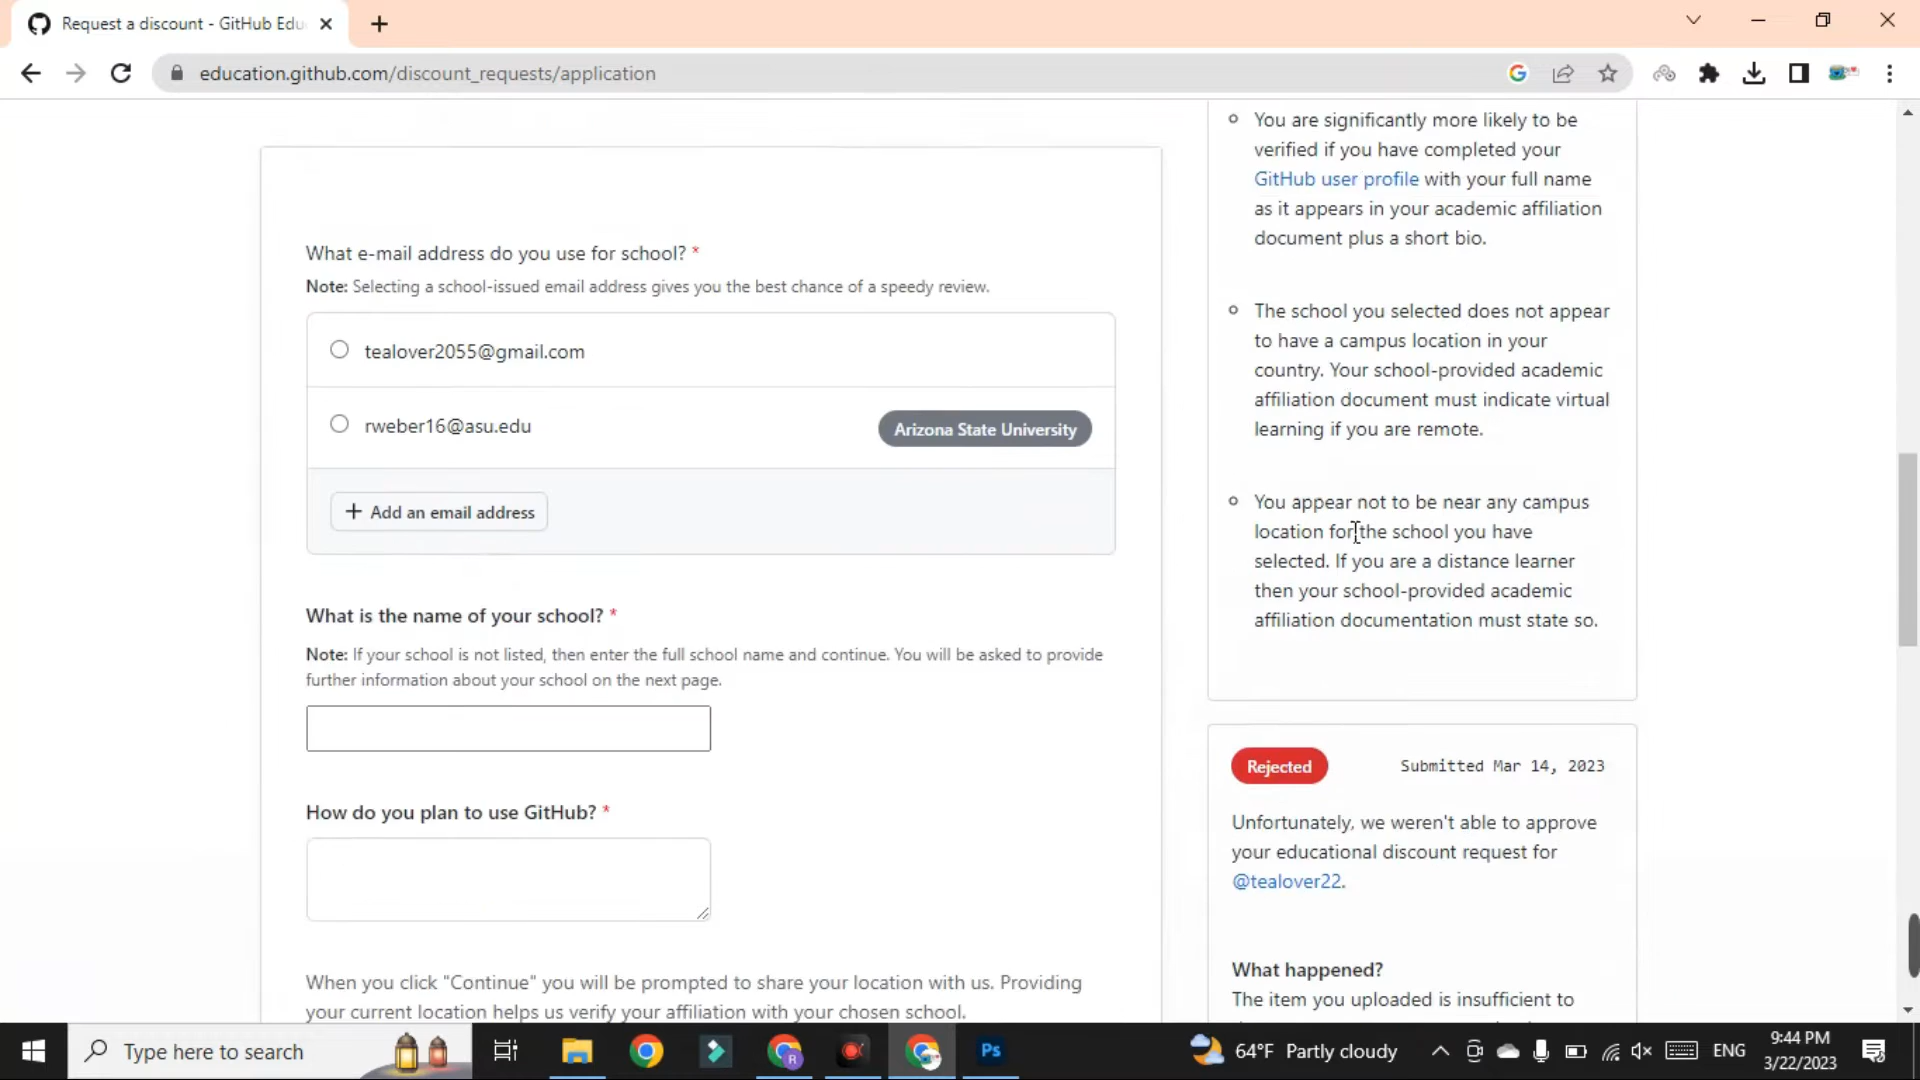 Request a discount - GitHub Edu
education.github.com/discount_requests/application
What e-mail address do you use for school? *
Note: Selecting a school-issued email address gives you the best chance of a speedy review.
tealover2055@gmail.com
rweber16@asu.edu
Arizona State University
+ Add an email address
What is the name of your school? *
Note: If your school is not listed, then enter the full school name and continue. You will be asked to provide
further information about your school on the next page.
How do you plan to use GitHub? *
When you click "Continue" you will be prompted to share your location with us. Providing
your current location helps us verify your affiliation with your chosen school.
You are significantly more likely to be
verified if you have completed your
GitHub user profile with your full name
as it appears in your academic affiliation
document plus a short bio.
The school you selected does not appear
to have a campus location in your
country. Your school-provided academic
affiliation document must indicate virtual
learning if you are remote.
You appear not to be near any campus
location for the school you have
selected. If you are a distance learner
then your school-provided academic
affiliation documentation must state so.
Rejected
Submitted Mar 14, 2023
Unfortunately, we weren't able to approve
your educational discount request for
@tealover22.
What happened?
The item you uploaded is insufficient to
Type here to search
R
Ps
64°F Partly cloudy
ENG
9:44 PM
3/22/2023